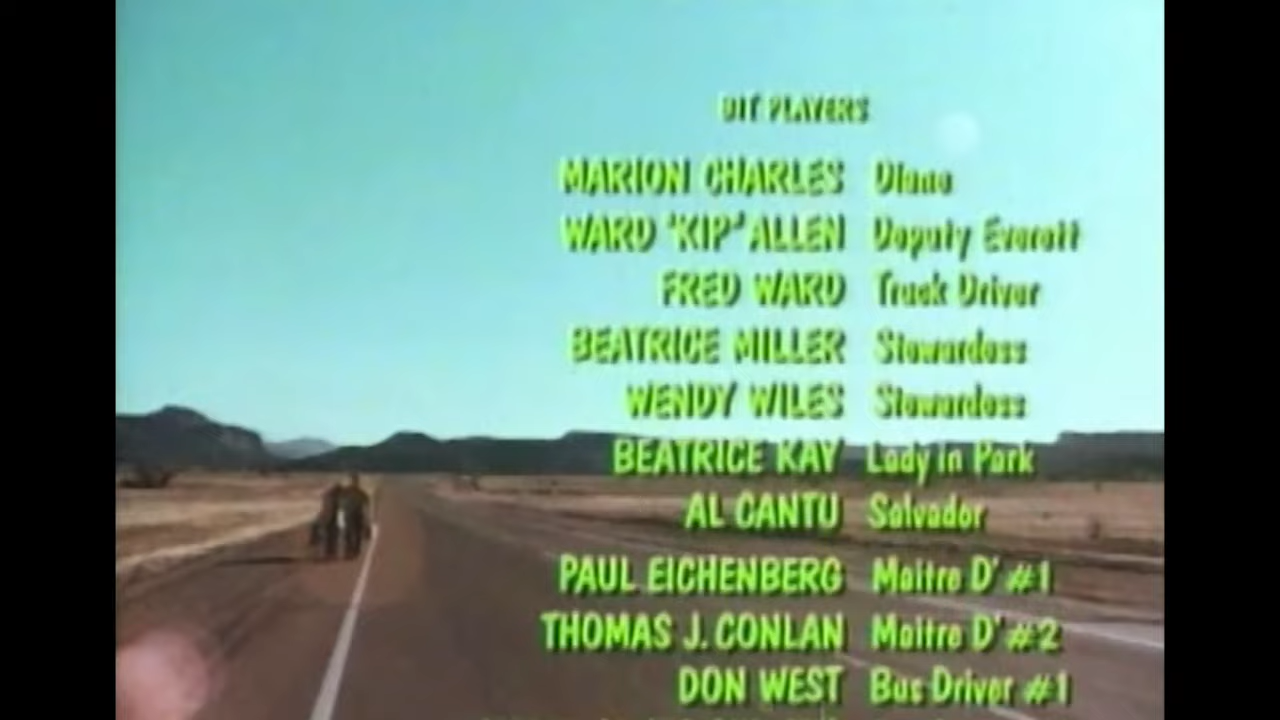 BIT PLAYERS
MARION CHARLES Diane
WARD "KIP" ALLEN Deputy Everett
FRED WARD Truck Driver
BEATRICE MILLER Stewardess
WENDY WILES Stewardess
BEATRICE KAY Lady in Park
AL CANTU Salvador
PAUL EICHENBERG Maitre D' #1
THOMAS J. CONLAN Maitre D' #2
DON WEST Bus Driver #1